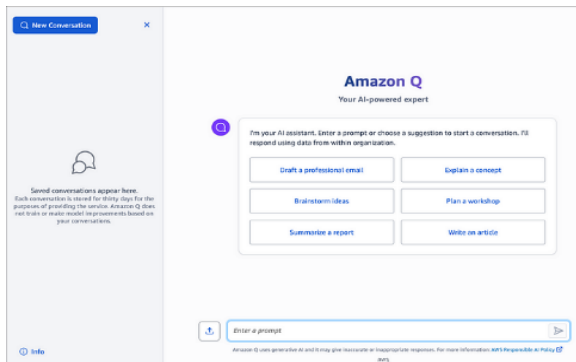 New Conversation
Saved conversations appear here.
Each conversation is stored for thirty days for the
purposes of providing the service. Amazon Q does
not train or make model improvements based on
your conversations.
Info
Amazon Q
Your AI-powered expert
I'm your AI assistant. Enter a prompt or choose a suggestion to start a conversation. I'll
respond using data from within organization.
Draft a professional email
Explain a concept
Brainstorm ideas
Plan a workshop
Summarize a report
Write on article
Enter a prompt
Amazon Q uses generative AI and it may give inaccurate or inappropriate responses. For more information: AWS Responsible AI Policy
AWS